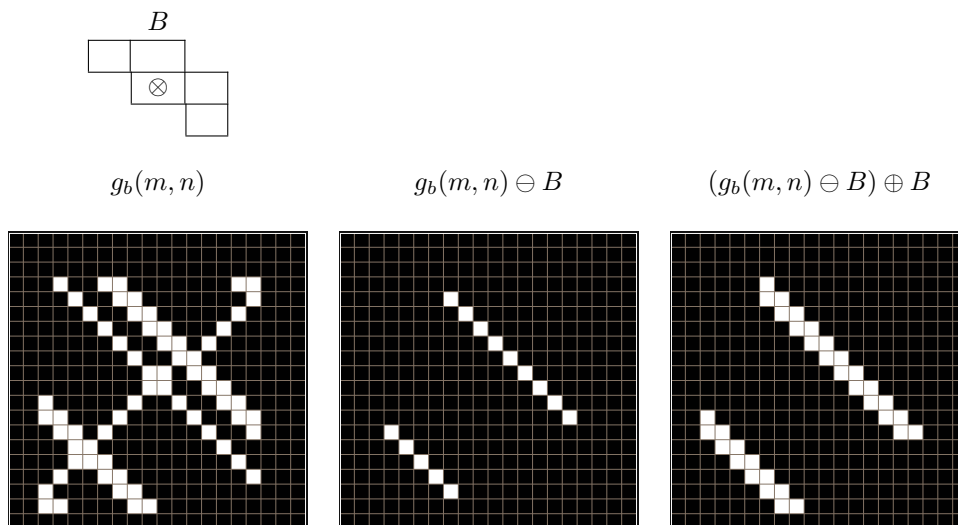 B
⊗
g_b(m, n)
g_b(m, n) ⊖ B
(g_b(m, n) ⊖ B) ⊕ B